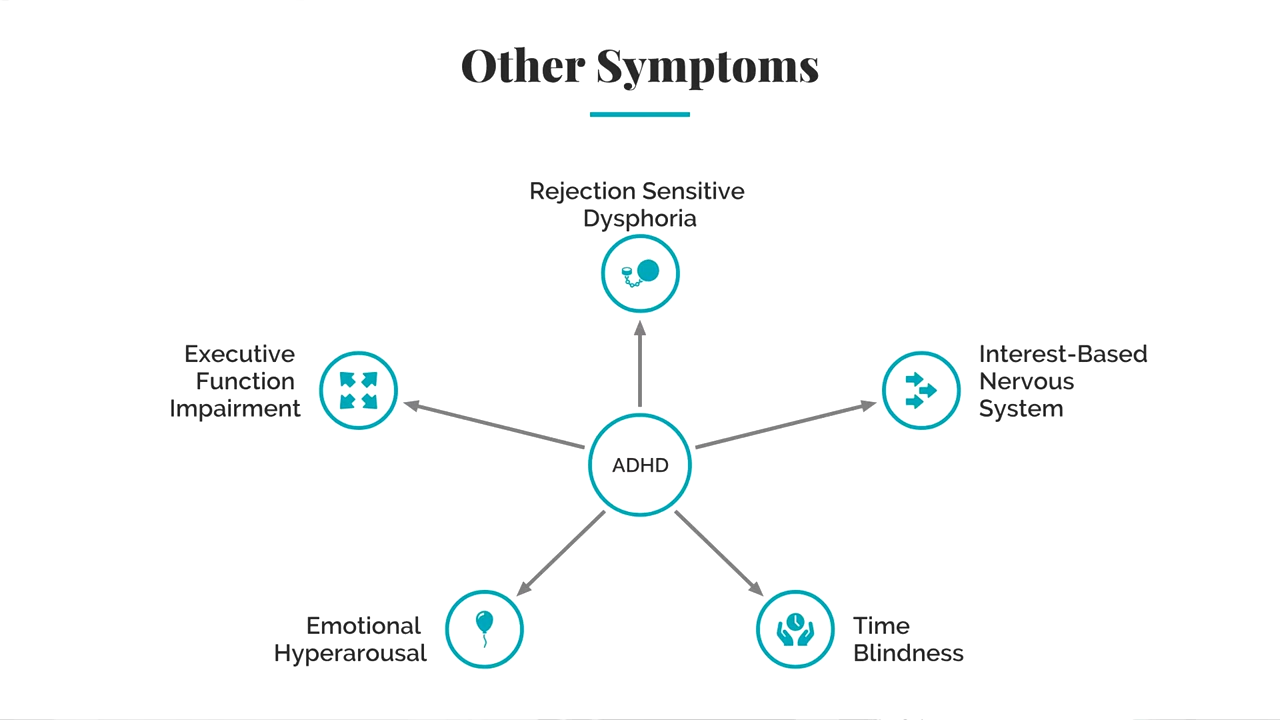 Other Symptoms
Rejection Sensitive
Dysphoria
Executive
Function
Impairment
Interest-Based
Nervous
System
ADHD
Emotional
Hyperarousal
Time
Blindness